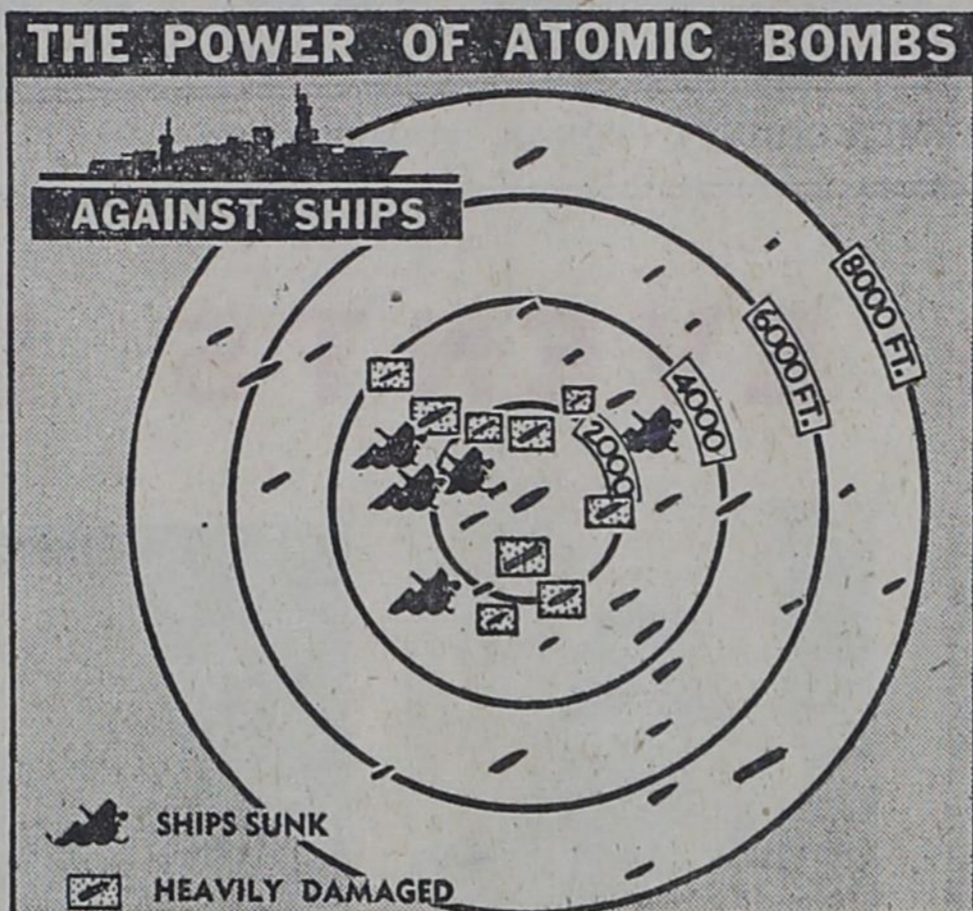 THE POWER OF ATOMIC BOMBS
AGAINST SHIPS
8000 FT.
6000 FT.
4000
2000
SHIPS SUNK
HEAVILY DAMAGED